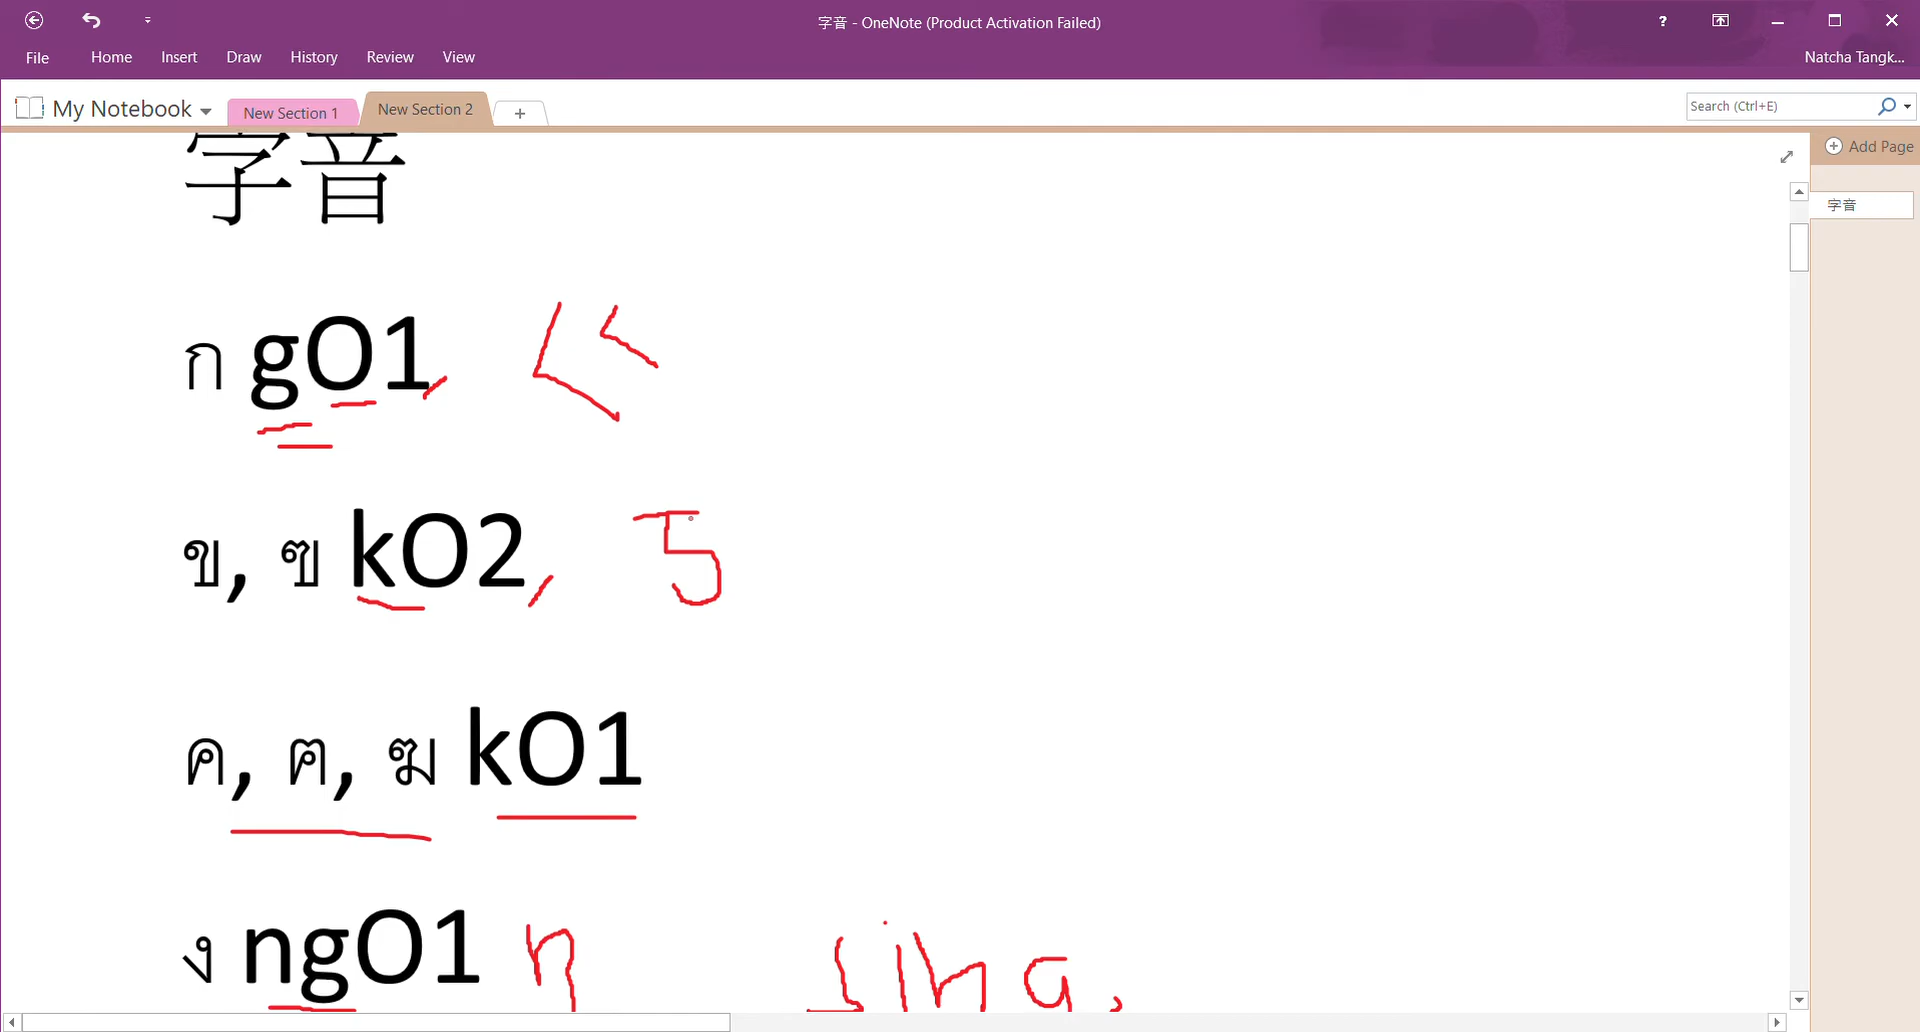 字音 - OneNote (Product Activation Failed)
?
File Home Insert Draw History Review View
Natcha Tangk...
My Notebook New Section 1 New Section 2 +
Search (Ctrl+E)
Add Page
字音
字音
ก gO1, ㄍ
ข, ฃ kO2, ㄎ
ค, ฅ, ฆ kO1
ง ngO1 η sing